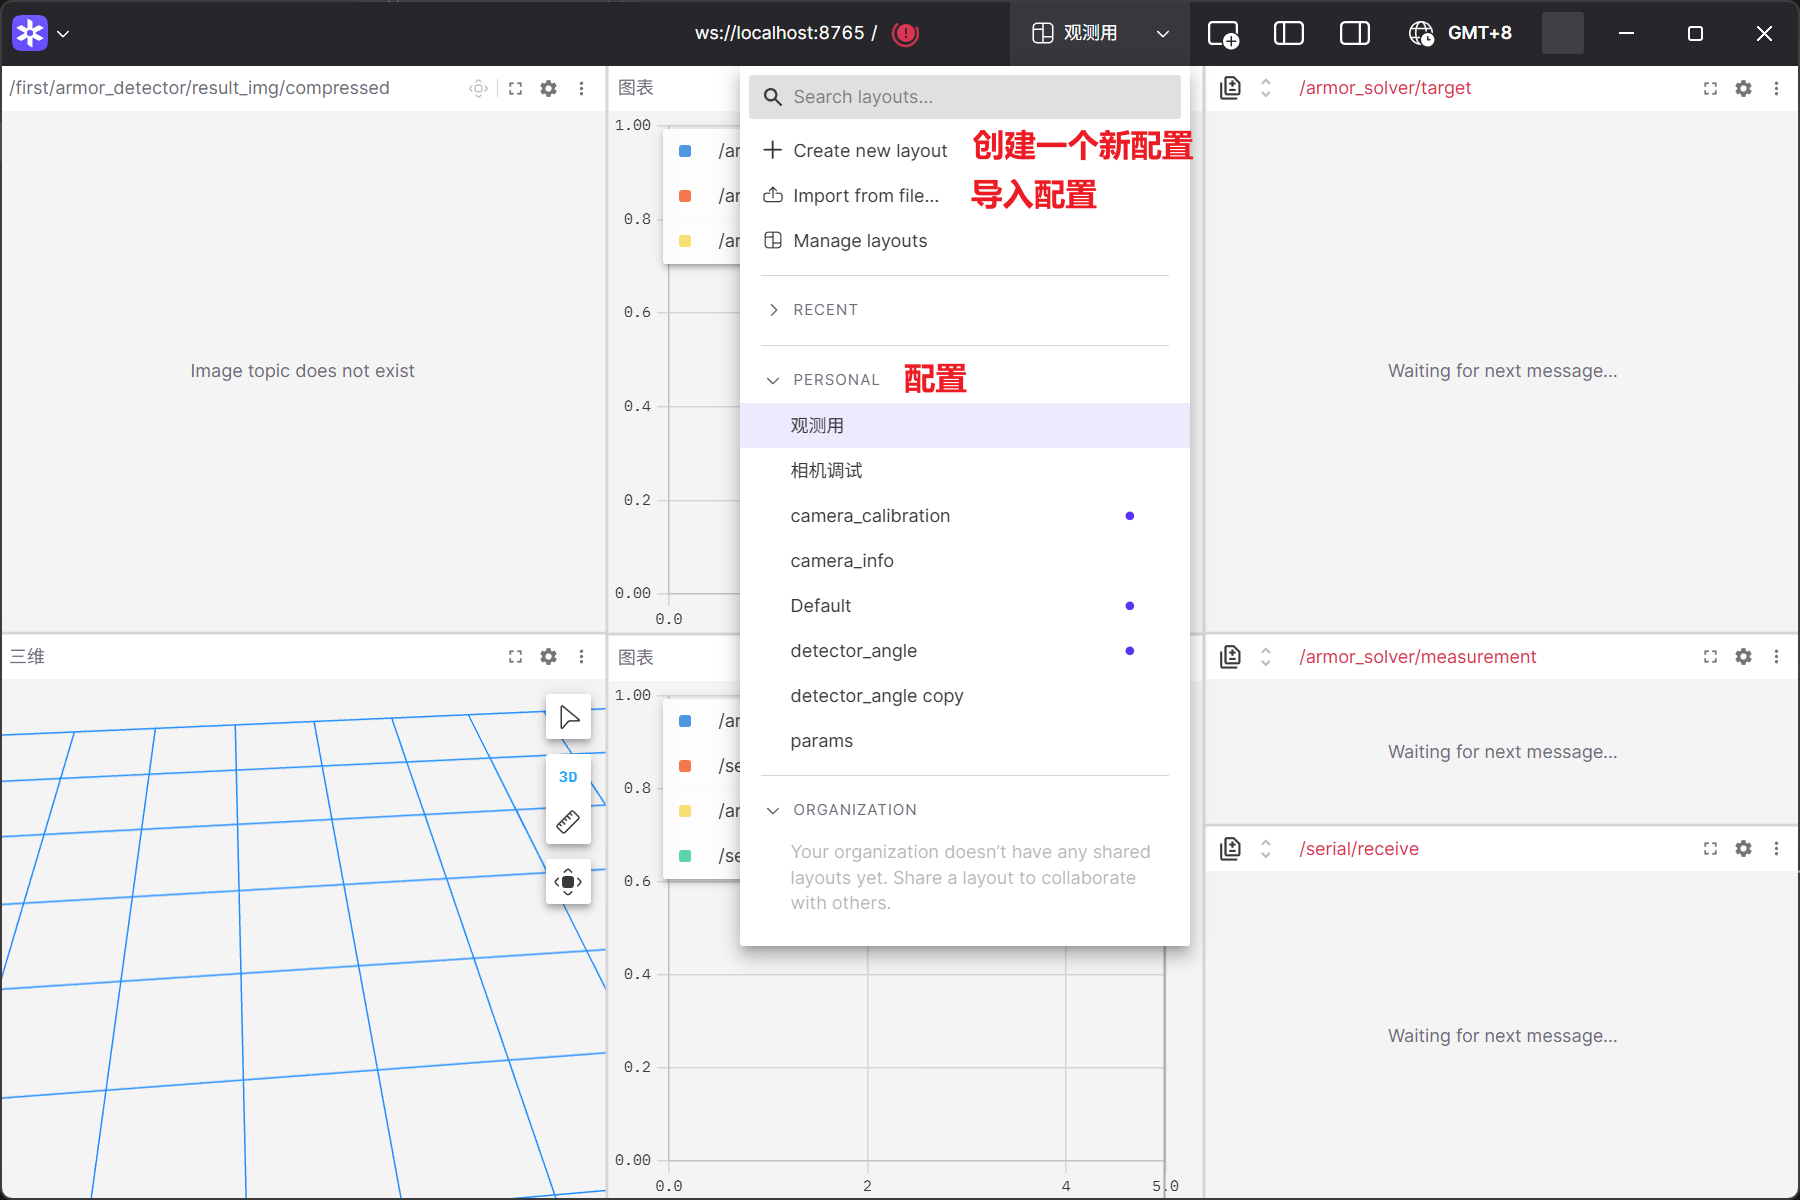 ws://localhost:8765 /
观测用
GMT+8
/first/armor_detector/result_img/compressed
Image topic does not exist
图表
1.00
0.8
0.6
0.4
0.2
0.00
0.0
/ar
/ar
/ar
Search layouts...
Create new layout 创建一个新配置
Import from file... 导入配置
Manage layouts
RECENT
PERSONAL 配置
观测用
相机调试
camera_calibration
camera_info
Default
detector_angle
detector_angle copy
params
ORGANIZATION
Your organization doesn't have any shared
layouts yet. Share a layout to collaborate
with others.
/armor_solver/target
Waiting for next message...
三维
3D
图表
1.00
0.8
0.6
0.4
0.2
0.00
0.0
2
4
5.0
/ar
/se
/ar
/se
/armor_solver/measurement
Waiting for next message...
/serial/receive
Waiting for next message...